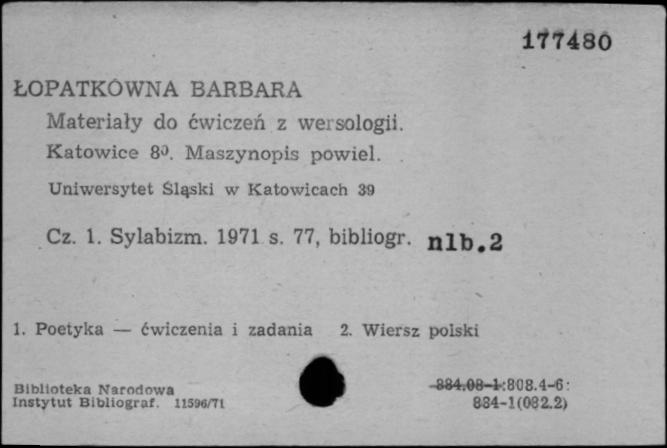 177480
ŁOPATKÓWNA BARBARA
Materiały do ćwiczeń z wersologii.
Katowice 8º. Maszynopis powiel.
Uniwersytet Śląski w Katowicach 39
Cz. 1. Sylabizm. 1971 s. 77, bibliogr. nlb.2
1. Poetyka — ćwiczenia i zadania 2. Wiersz polski
Biblioteka Narodowa 884.08-1:808.4-6:
Instytut Bibliograf. 11596/71 884-1(082.2)